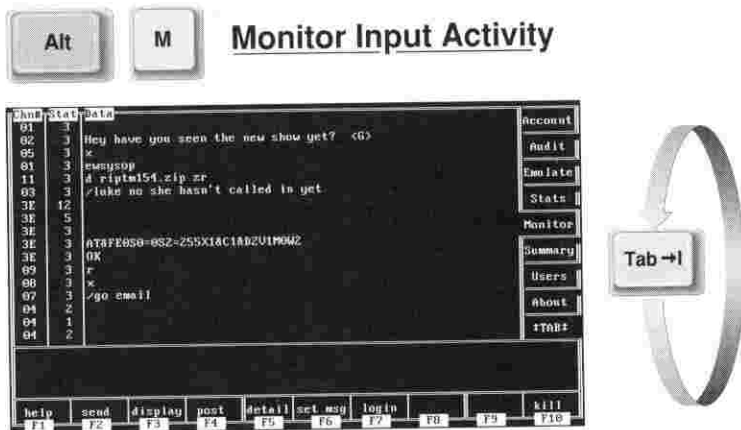 Alt
M
Monitor Input Activity
Chn# Stat Data
01 3
02 3 Hey have you seen the new show yet? <G>
05 3 x
01 3 ewsysop
11 3 d riptm154.zip zr
03 3 /luke no she hasn't called in yet
3E 12
3E 5
3E 3
3E 3 AT&FE0S0=0S2=255X1&C1&D2V1M0W2
3E 3 OK
09 3 r
08 3 x
07 3 /go email
04 2
04 1
04 2
Account
Audit
Emulate
Stats
Monitor
Summary
Users
About
↕TAB↕
Tab →|
help send display post detail set msg login kill
F1 F2 F3 F4 F5 F6 F7 F8 F9 F10